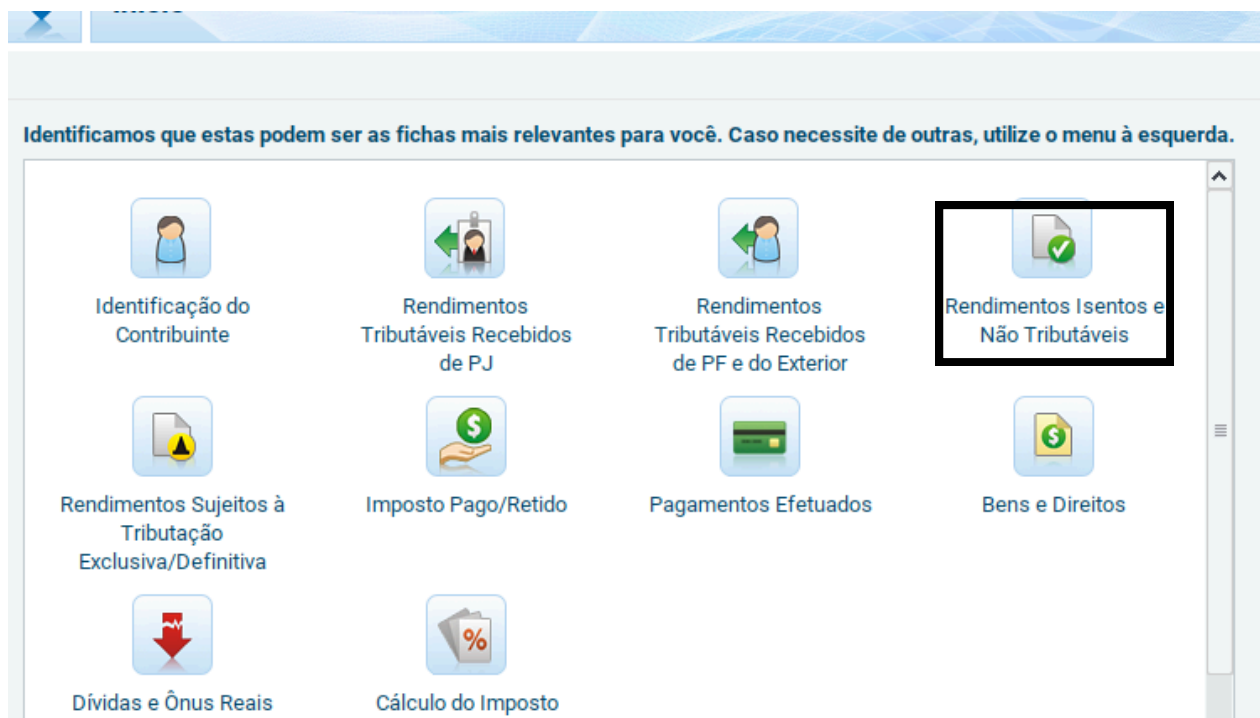 Identificamos que estas podem ser as fichas mais relevantes para você. Caso necessite de outras, utilize o menu à esquerda.
Identificação do
Contribuinte
Rendimentos
Tributáveis Recebidos
de PJ
Rendimentos
Tributáveis Recebidos
de PF e do Exterior
Rendimentos Isentos e
Não Tributáveis
Rendimentos Sujeitos à
Tributação
Exclusiva/Definitiva
Imposto Pago/Retido
Pagamentos Efetuados
Bens e Direitos
Dívidas e Ônus Reais
Cálculo do Imposto